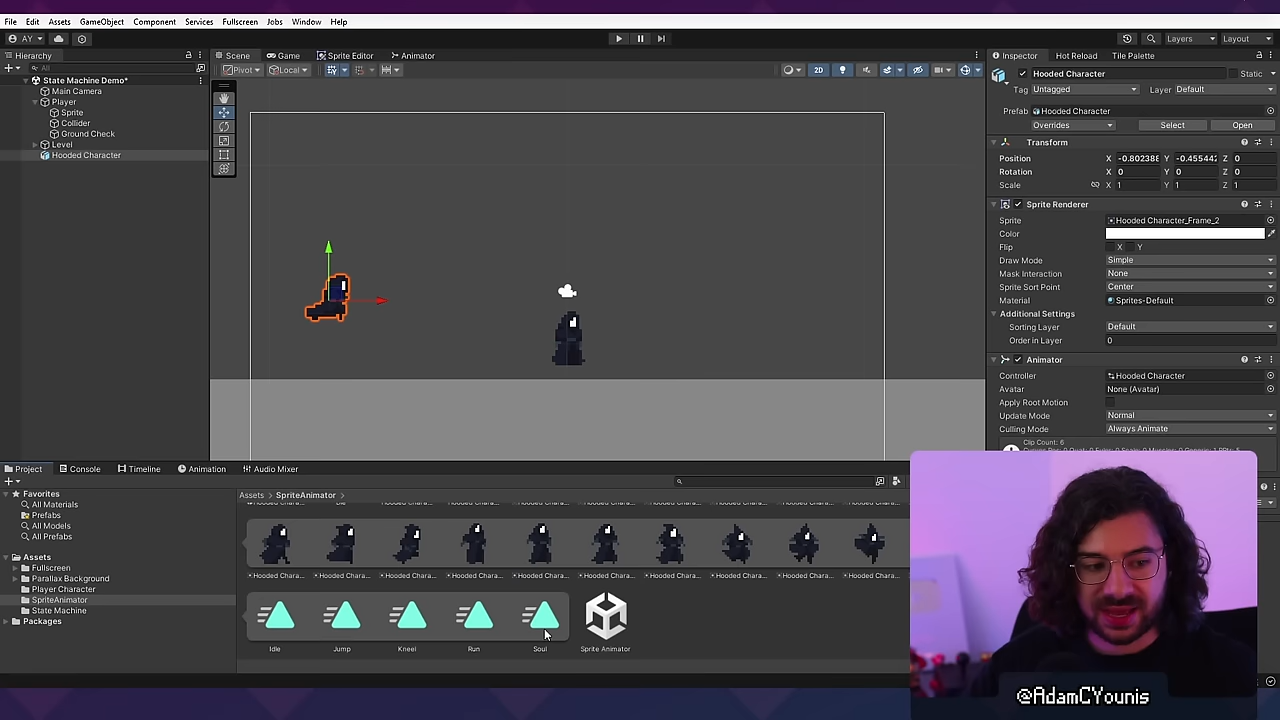 File Edit Assets GameObject Component Services Fullscreen Jobs Window Help
AY Layers Layout
Hierarchy Scene Game Sprite Editor Animator Inspector Hot Reload Tile Palette
All
Pivot Local 2D
Hooded Character Static
Tag Untagged Layer Default
Prefab Hooded Character
Overrides Select Open
State Machine Demo*
Main Camera
Player
Sprite
Collider
Ground Check
Level
Hooded Character
Transform
Position X -0.802388 Y -0.455442 Z 0
Rotation X 0 Y 0 Z 0
Scale X 1 Y 1 Z 1
Sprite Renderer
Sprite Hooded Character_Frame_2
Color
Flip X Y
Draw Mode Simple
Mask Interaction None
Sprite Sort Point Center
Material Sprites-Default
Additional Settings
Sorting Layer Default
Order in Layer 0
Animator
Controller Hooded Character
Avatar None (Avatar)
Apply Root Motion
Update Mode Normal
Culling Mode Always Animate
Clip Count: 6
Project Console Timeline Animation Audio Mixer
Favorites
All Materials
Prefabs
All Models
All Prefabs
Assets
Fullscreen
Parallax Background
Player Character
SpriteAnimator
State Machine
Packages
Assets > SpriteAnimator >
Hooded Chara... Hooded Chara... Hooded Chara... Hooded Chara... Hooded Chara... Hooded Chara... Hooded Chara... Hooded Chara... Hooded Chara... Hooded Chara...
Idle Jump Kneel Run Soul Sprite Animator
@AdamCYounis